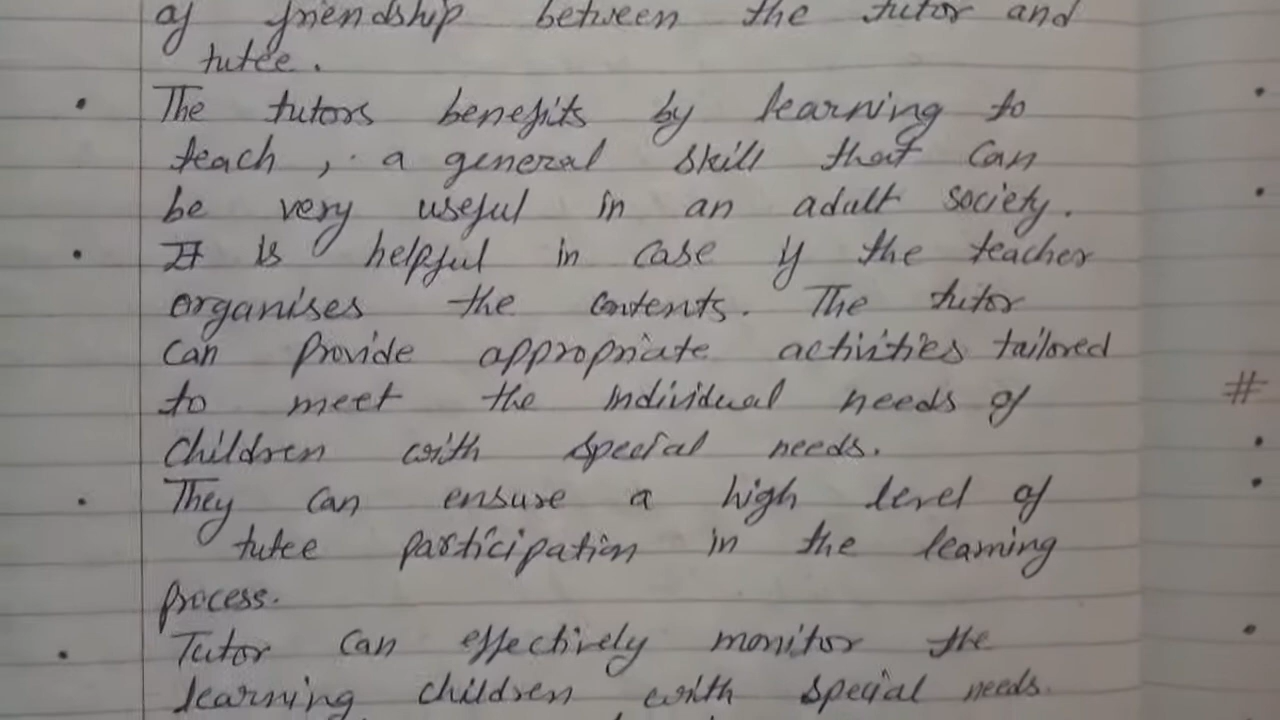 of friendship between the tutor and
tutee.
• The tutors benefits by learning to
teach, a general skill that can
be very useful in an adult society.
• It is helpful in case if the teacher
organises the contents. The tutor
can provide appropriate activities tailored
to meet the individual needs of #
children with special needs.
• They can ensure a high level of
tutee participation in the learning
process.
• Tutor can effectively monitor the
learning children with special needs.